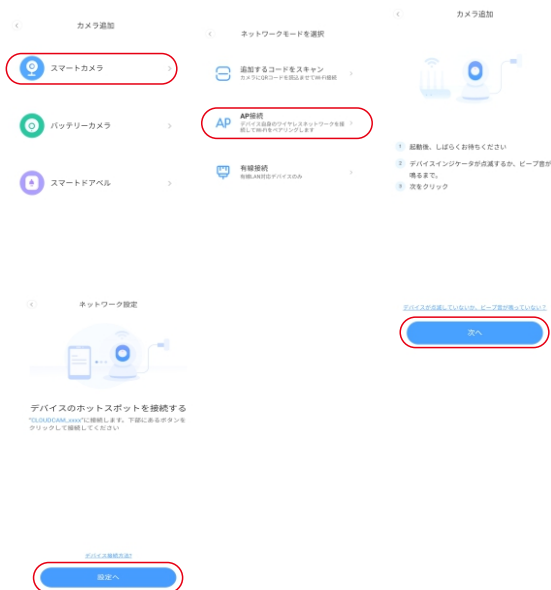 カメラ追加
スマートカメラ
バッテリーカメラ
スマートドアベル
ネットワークモードを選択
追加するコードをスキャン
カメラにQRコードを読込ませてWi-Fi接続
AP
AP接続
デバイス自身のワイヤレスネットワークを接
続してWi-Fiをペアリングします
有線接続
有線LAN対応デバイスのみ
カメラ追加
1 起動後、しばらくお待ちください
2 デバイスインジケータが点滅するか、ビープ音が
鳴るまで。
3 次をクリック
デバイスが点滅していないか、ビープ音が鳴っていない？
次へ
ネットワーク設定
デバイスのホットスポットを接続する
"CLOUDCAM_xxxx"に接続します。下部にあるボタンを
クリックして接続してください
デバイス接続方法?
設定へ